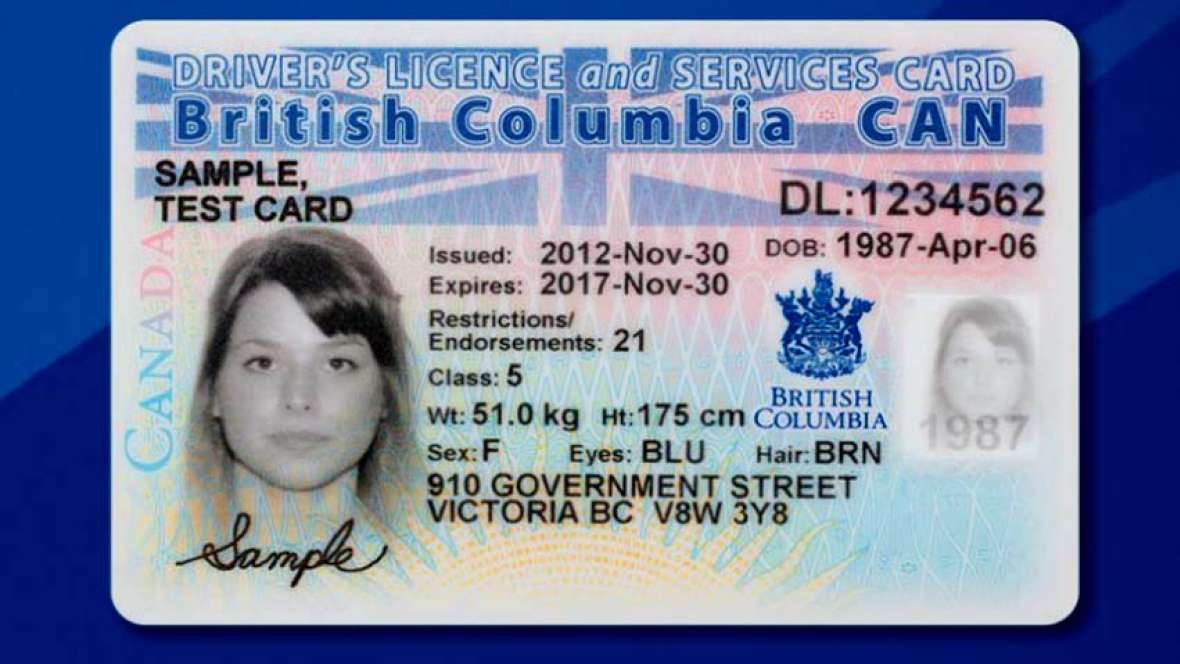 DRIVER'S LICENCE and SERVICES CARD
British Columbia CAN
SAMPLE,
TEST CARD
DL:1234562
CANADA
Issued: 2012-Nov-30
DOB: 1987-Apr-06
Expires: 2017-Nov-30
Restrictions/
Endorsements: 21
Class: 5
Wt: 51.0 kg Ht: 175 cm
BRITISH
COLUMBIA
1987
Sex: F Eyes: BLU Hair: BRN
910 GOVERNMENT STREET
VICTORIA BC V8W 3Y8
Sample